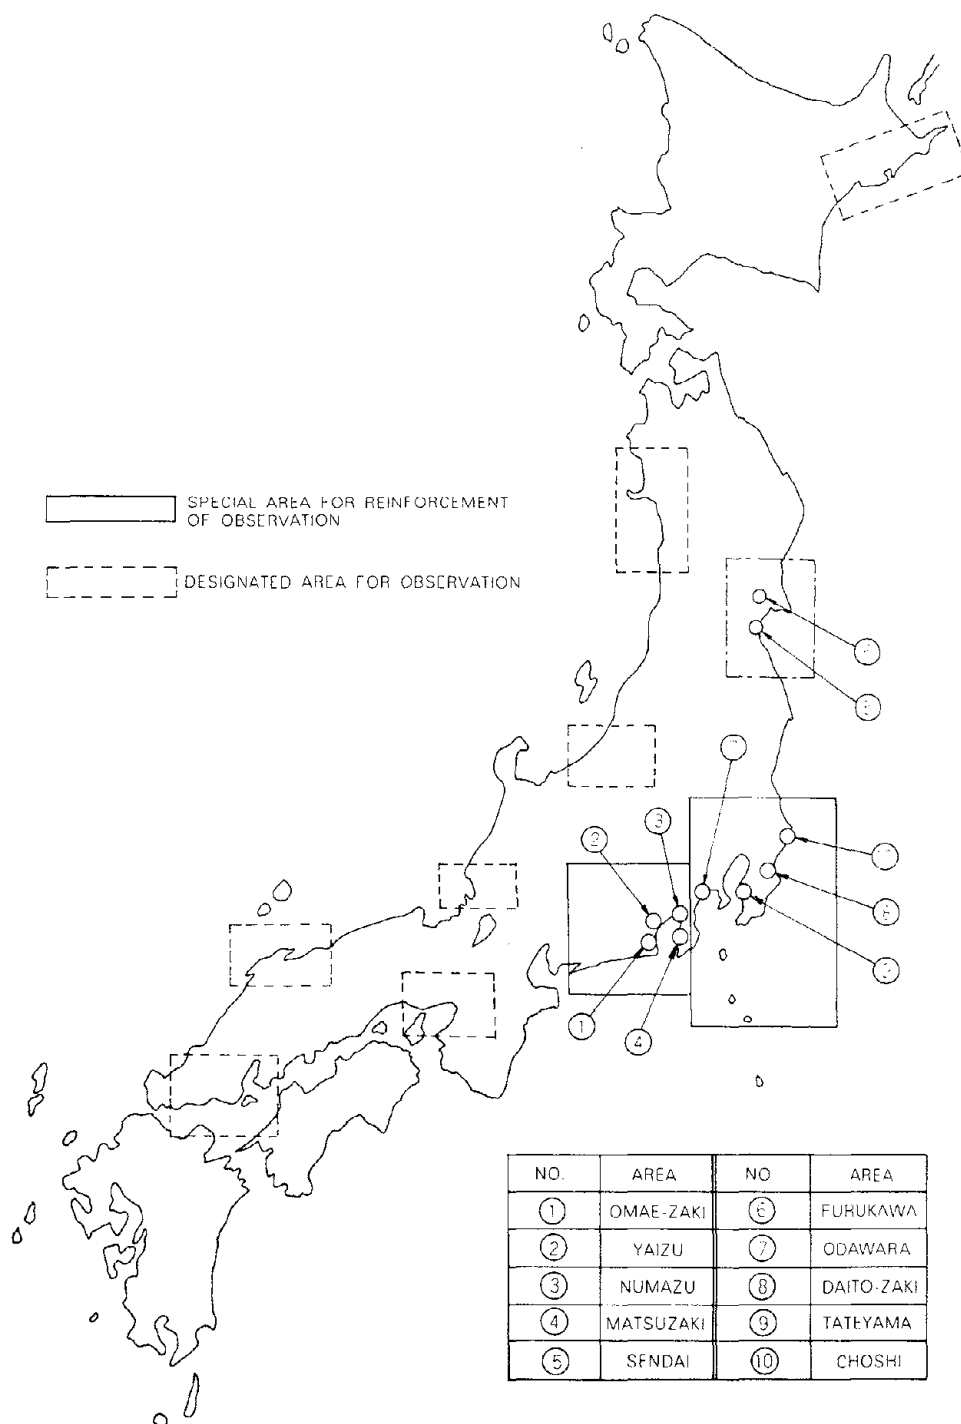 SPECIAL AREA FOR REINFORCEMENT
OF OBSERVATION
DESIGNATED AREA FOR OBSERVATION
③
②
①
④
NO. AREA NO AREA
① OMAE-ZAKI ⑥ FURUKAWA
② YAIZU ⑦ ODAWARA
③ NUMAZU ⑧ DAITO-ZAKI
④ MATSUZAKI ⑨ TATEYAMA
⑤ SENDAI ⑩ CHOSHI